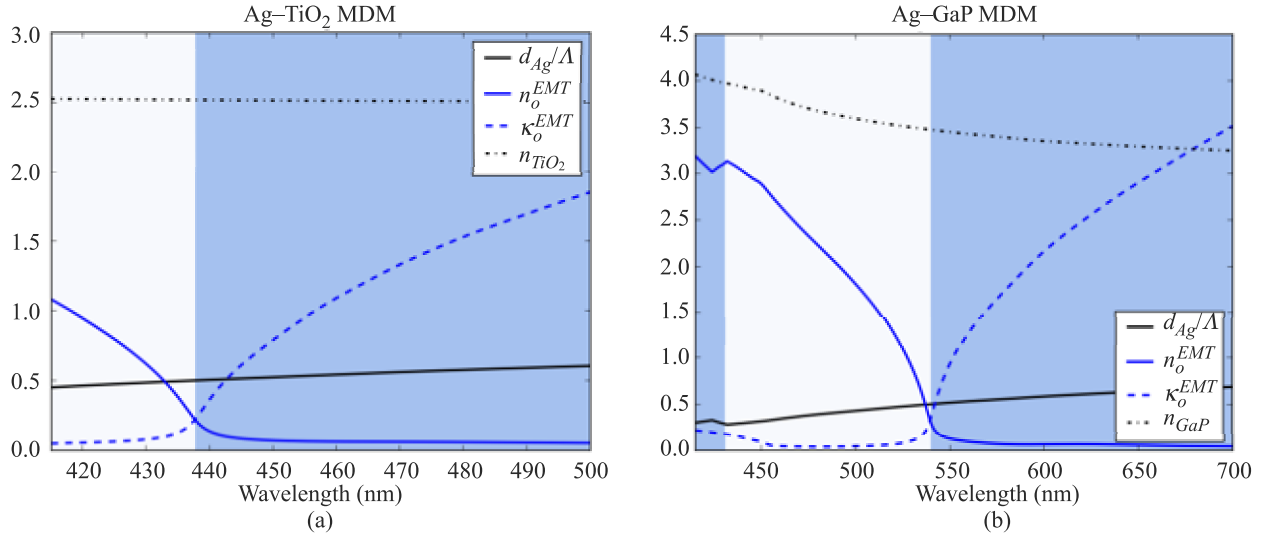 Ag–TiO2 MDM
3.0
2.5
2.0
1.5
1.0
0.5
0.0
420 430 440 450 460 470 480 490 500
Wavelength (nm)
(a)
dAg/Λ
noEMT
κoEMT
nTiO2
Ag–GaP MDM
4.5
4.0
3.5
3.0
2.5
2.0
1.5
1.0
0.5
0.0
450 500 550 600 650 700
Wavelength (nm)
(b)
dAg/Λ
noEMT
κoEMT
nGaP